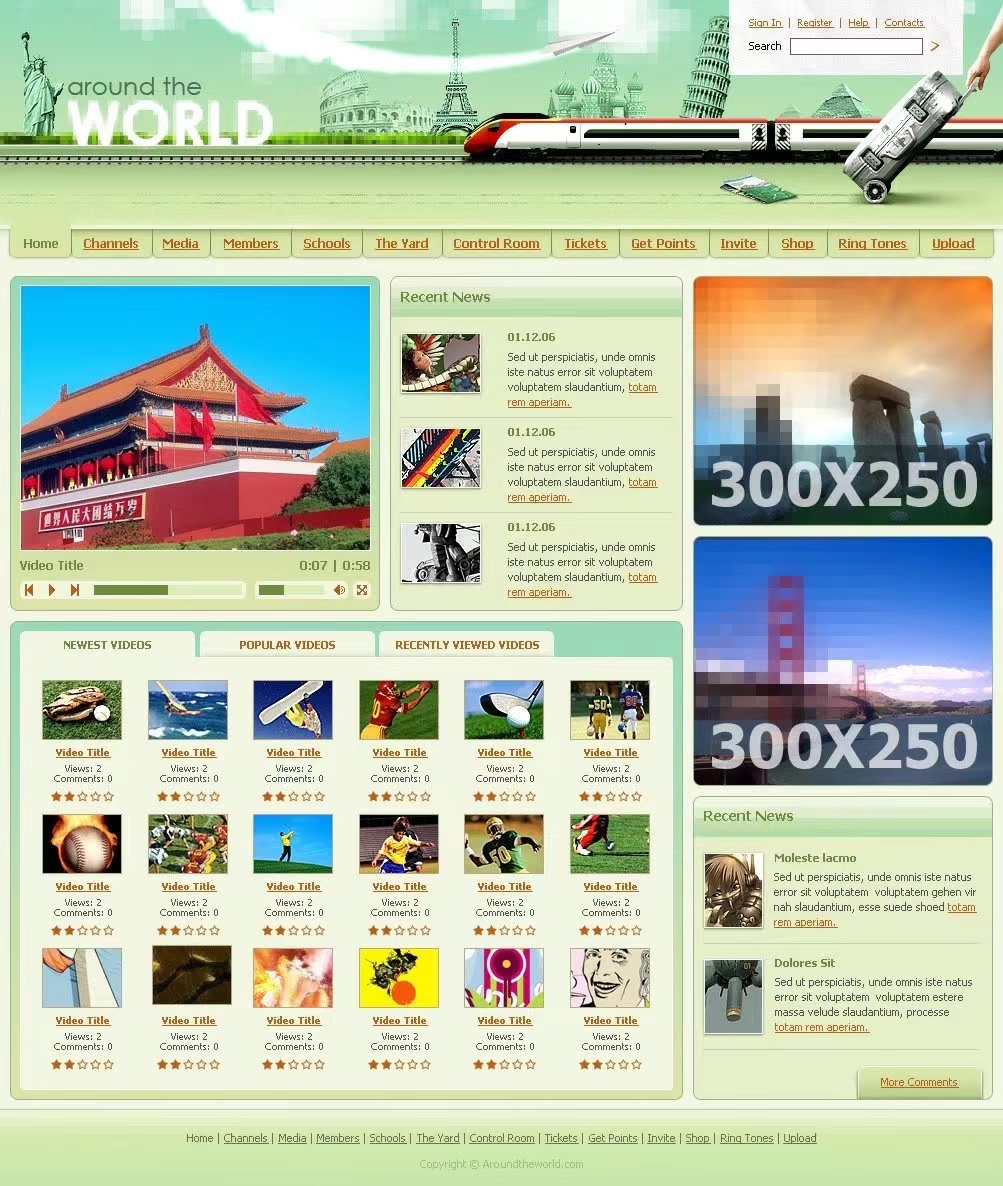 Sign In | Register | Help | Contacts
Search
around the
WORLD
Home
Channels
Media
Members
Schools
The Yard
Control Room
Tickets
Get Points
Invite
Shop
Ring Tones
Upload
世界人民大团结万岁
Video Title
0:07 | 0:58
Recent News
01.12.06
Sed ut perspiciatis, unde omnis
iste natus error sit voluptatem
voluptatem slaudantium, totam
rem aperiam.
01.12.06
Sed ut perspiciatis, unde omnis
iste natus error sit voluptatem
voluptatem slaudantium, totam
rem aperiam.
01.12.06
Sed ut perspiciatis, unde omnis
iste natus error sit voluptatem
voluptatem slaudantium, totam
rem aperiam.
300X250
300X250
NEWEST VIDEOS
POPULAR VIDEOS
RECENTLY VIEWED VIDEOS
50
Video Title
Video Title
Video Title
Video Title
Video Title
Video Title
Views: 2
Views: 2
Views: 2
Views: 2
Views: 2
Views: 2
Comments: 0
Comments: 0
Comments: 0
Comments: 0
Comments: 0
Comments: 0
50
Video Title
Video Title
Video Title
Video Title
Video Title
Video Title
Views: 2
Views: 2
Views: 2
Views: 2
Views: 2
Views: 2
Comments: 0
Comments: 0
Comments: 0
Comments: 0
Comments: 0
Comments: 0
Video Title
Video Title
Video Title
Video Title
Video Title
Video Title
Views: 2
Views: 2
Views: 2
Views: 2
Views: 2
Views: 2
Comments: 0
Comments: 0
Comments: 0
Comments: 0
Comments: 0
Comments: 0
Recent News
Moleste lacmo
Sed ut perspiciatis, unde omnis iste natus
error sit voluptatem voluptatem gehen vir
nah slaudantium, esse suede shoed totam
rem aperiam.
Dolores Sit
Sed ut perspiciatis, unde omnis iste natus
error sit voluptatem voluptatem estere
massa velude slaudantium, processe
totam rem aperiam.
More Comments
Home | Channels | Media | Members | Schools | The Yard | Control Room | Tickets | Get Points | Invite | Shop | Ring Tones | Upload
Copyright © Aroundtheworld.com